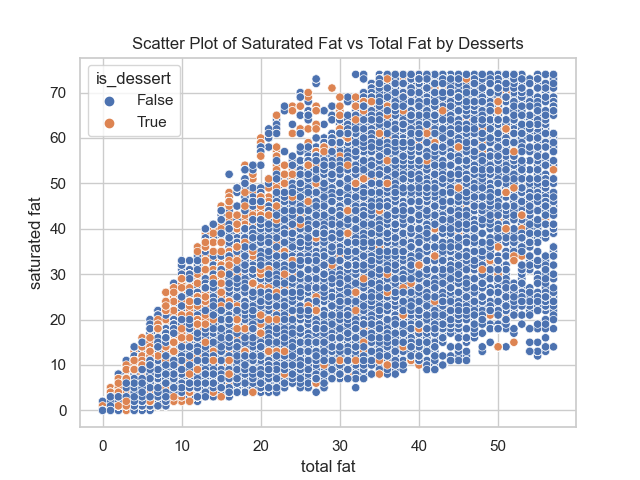 Scatter Plot of Saturated Fat vs Total Fat by Desserts
is_dessert
False
True
saturated fat
70
60
50
40
30
20
10
0
0 10 20 30 40 50
total fat